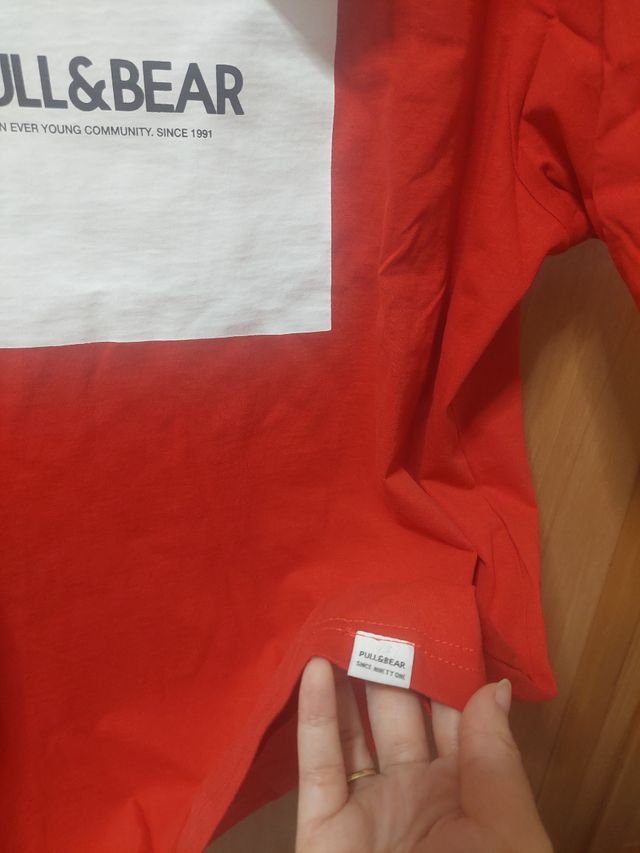 ULL&BEAR
N EVER YOUNG COMMUNITY. SINCE 1991
PULL&BEAR
SINCE NINETY ONE